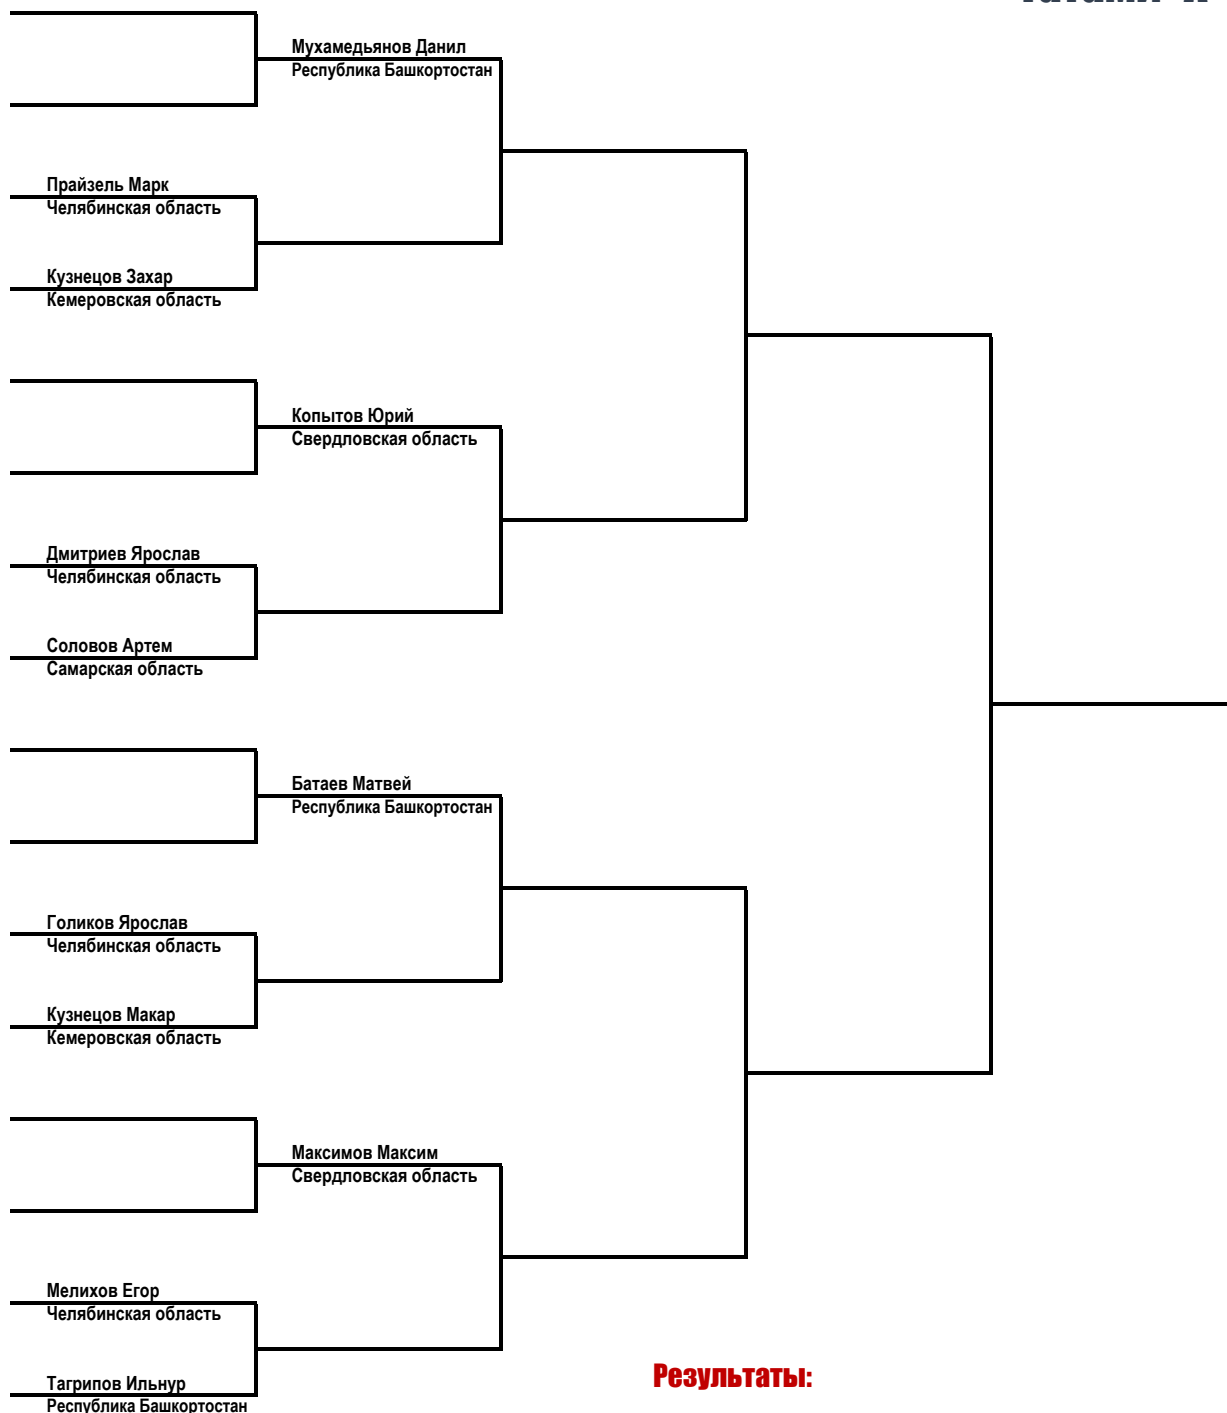 Мухамедьянов Данил
Республика Башкортостан
Прайзель Марк
Челябинская область
Кузнецов Захар
Кемеровская область
Копытов Юрий
Свердловская область
Дмитриев Ярослав
Челябинская область
Соловов Артем
Самарская область
Батаев Матвей
Республика Башкортостан
Голиков Ярослав
Челябинская область
Кузнецов Макар
Кемеровская область
Максимов Максим
Свердловская область
Мелихов Егор
Челябинская область
Результаты:
Тагрипов Ильнур
Республика Башкортостан